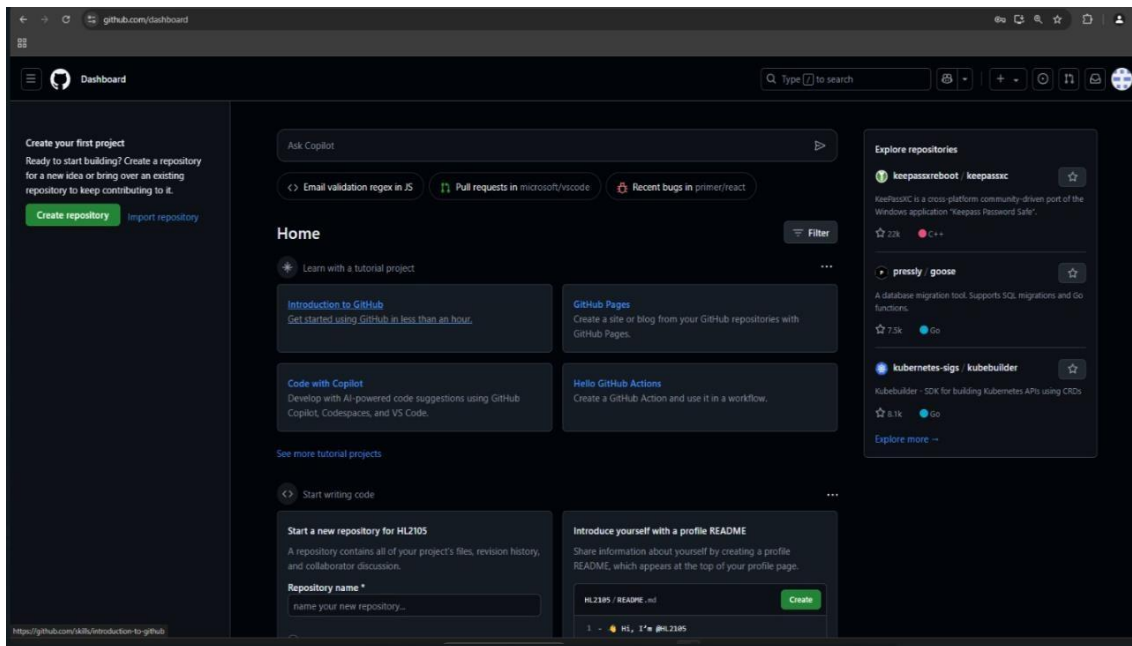 github.com/dashboard
Dashboard
Type / to search
Create your first project
Ready to start building? Create a repository
for a new idea or bring over an existing
repository to keep contributing to it.
Create repository
Import repository
Ask Copilot
Email validation regex in JS
Pull requests in microsoft/vscode
Recent bugs in primer/react
Home
Filter
Learn with a tutorial project
Introduction to GitHub
Get started using GitHub in less than an hour.
GitHub Pages
Create a site or blog from your GitHub repositories with
GitHub Pages.
Code with Copilot
Develop with AI-powered code suggestions using GitHub
Copilot, Codespaces, and VS Code.
Hello GitHub Actions
Create a GitHub Action and use it in a workflow.
See more tutorial projects
Start writing code
Start a new repository for HL2105
A repository contains all of your project's files, revision history,
and collaborator discussion.
Repository name *
name your new repository...
Introduce yourself with a profile README
Share information about yourself by creating a profile
README, which appears at the top of your profile page.
HL2105 / README .md
Create
1 - 👋 Hi, I'm @HL2105
Explore repositories
keepassxreboot / keepassxc
KeePassXC is a cross-platform community-driven port of the
Windows application "Keepass Password Safe".
22k C++
pressly / goose
A database migration tool. Supports SQL migrations and Go
functions.
7.5k Go
kubernetes-sigs / kubebuilder
Kubebuilder - SDK for building Kubernetes APIs using CRDs
8.1k Go
Explore more →
https://github.com/skills/introduction-to-github